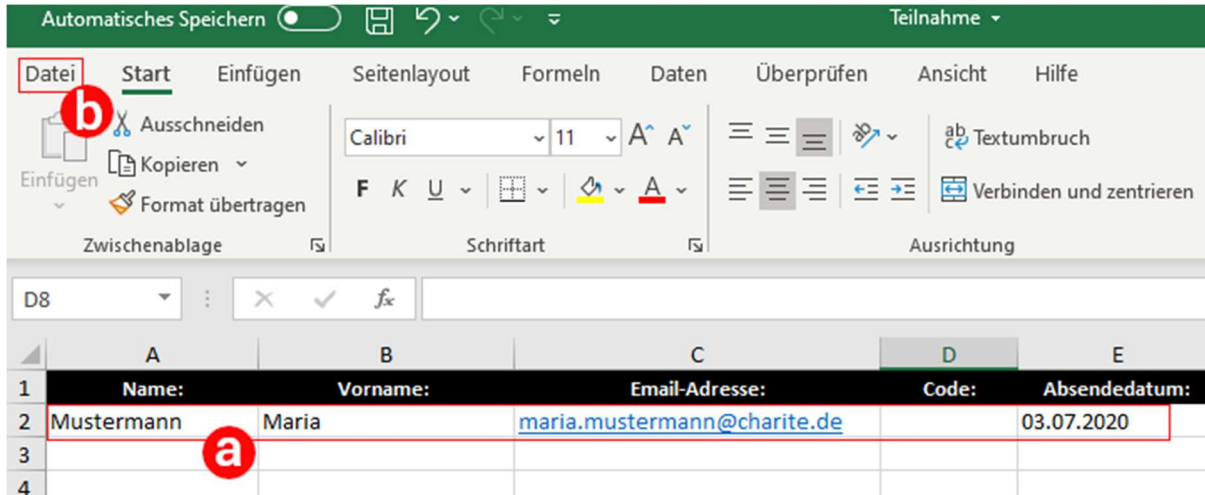 Automatisches Speichern Teilnahme
Datei Start Einfügen Seitenlayout Formeln Daten Überprüfen Ansicht Hilfe
b
Ausschneiden
Calibri 11 A A ab Textumbruch
Kopieren
Einfügen
F K U A Verbinden und zentrieren
Format übertragen
Zwischenablage Schriftart Ausrichtung
D8 fx
A B C D E
1 Name: Vorname: Email-Adresse: Code: Absendedatum:
2 Mustermann Maria maria.mustermann@charite.de 03.07.2020
a
3
4